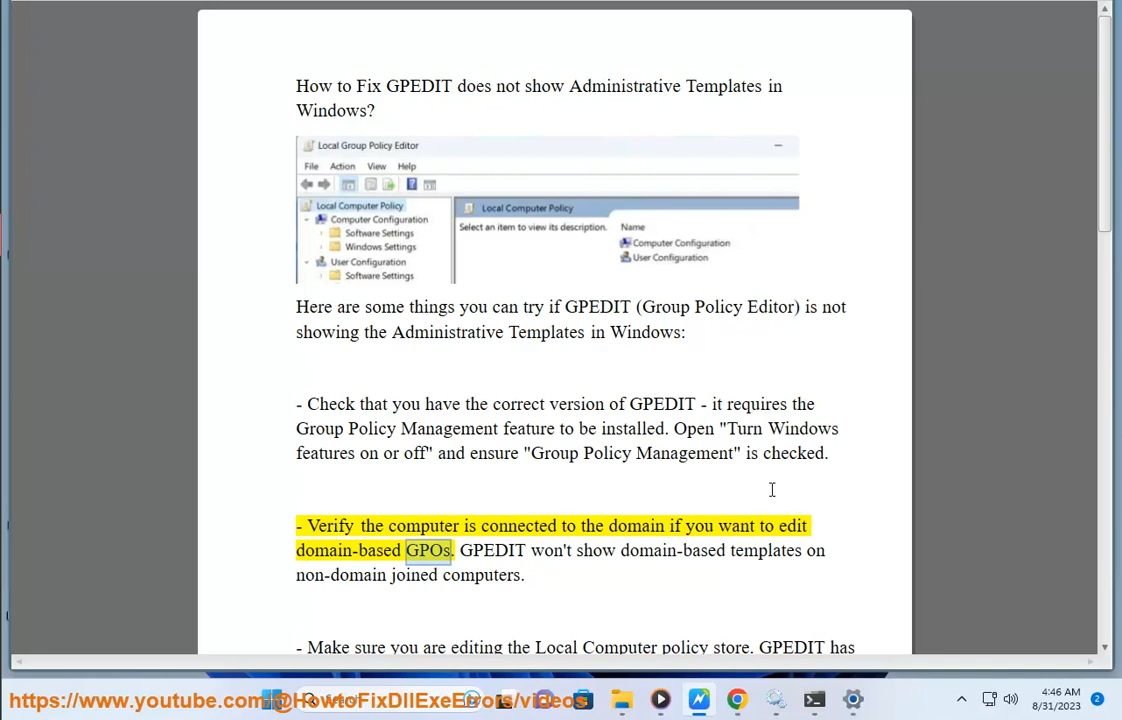 How to Fix GPEDIT does not show Administrative Templates in
Windows?
Local Group Policy Editor
File Action View Help
Local Computer Policy
Computer Configuration
Software Settings
Windows Settings
User Configuration
Software Settings
Local Computer Policy
Select an item to view its description.
Name
Computer Configuration
User Configuration
Here are some things you can try if GPEDIT (Group Policy Editor) is not
showing the Administrative Templates in Windows:
- Check that you have the correct version of GPEDIT - it requires the
Group Policy Management feature to be installed. Open "Turn Windows
features on or off" and ensure "Group Policy Management" is checked.
- Verify the computer is connected to the domain if you want to edit
domain-based GPOs. GPEDIT won't show domain-based templates on
non-domain joined computers.
- Make sure you are editing the Local Computer policy store. GPEDIT has
https://www.youtube.com/@HowtoFixDllExeErrors/videos
4:46 AM
8/31/2023
2